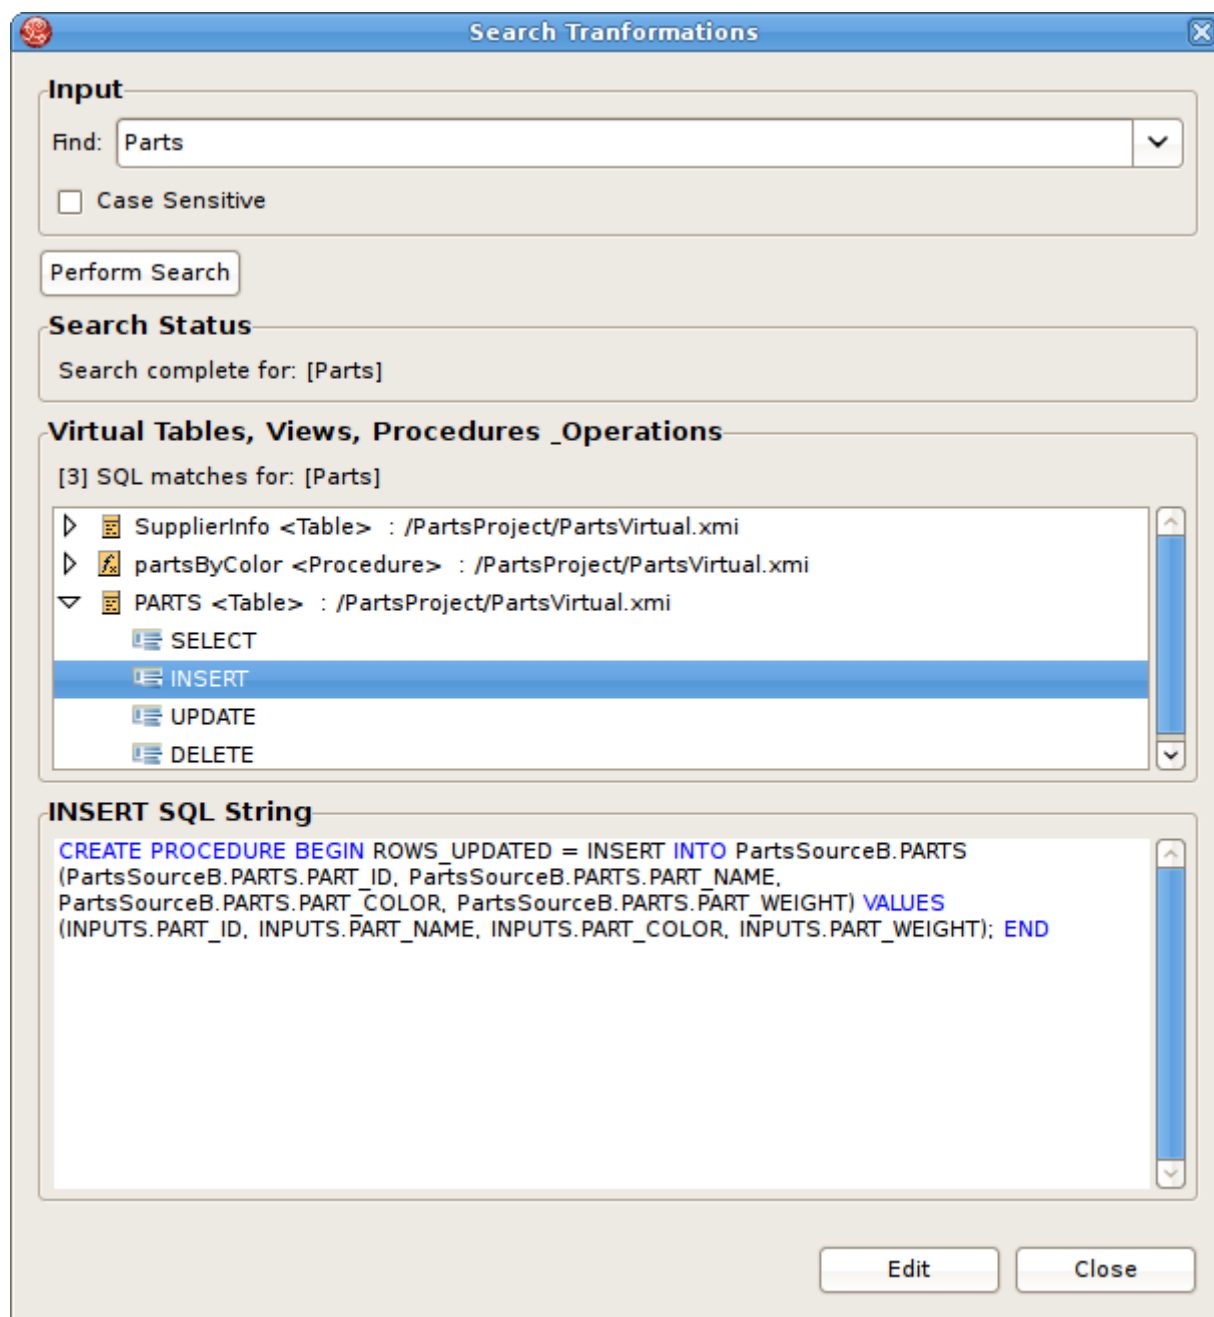 Search Tranformations
Input
Find: Parts
Case Sensitive
Perform Search
Search Status
Search complete for: [Parts]
Virtual Tables, Views, Procedures _Operations
[3] SQL matches for: [Parts]
SupplierInfo <Table>  : /PartsProject/PartsVirtual.xmi
partsByColor <Procedure>  : /PartsProject/PartsVirtual.xmi
PARTS <Table>  : /PartsProject/PartsVirtual.xmi
SELECT
INSERT
UPDATE
DELETE
INSERT SQL String
CREATE PROCEDURE BEGIN ROWS_UPDATED = INSERT INTO PartsSourceB.PARTS
(PartsSourceB.PARTS.PART_ID, PartsSourceB.PARTS.PART_NAME,
PartsSourceB.PARTS.PART_COLOR, PartsSourceB.PARTS.PART_WEIGHT) VALUES
(INPUTS.PART_ID, INPUTS.PART_NAME, INPUTS.PART_COLOR, INPUTS.PART_WEIGHT); END
Edit Close